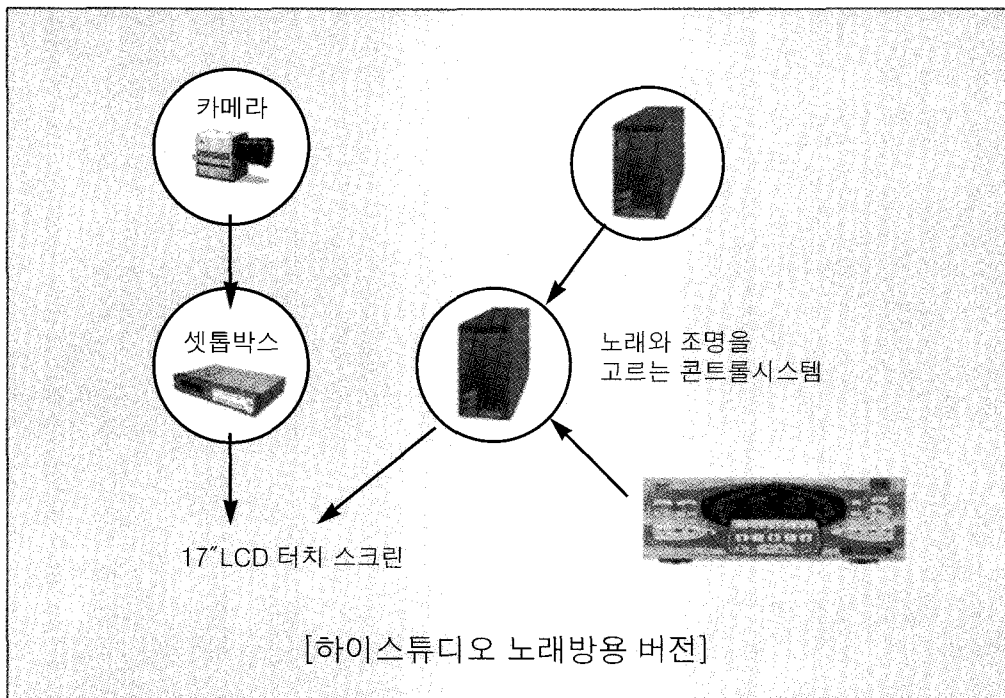 카메라
셋톱박스
노래와 조명을
고르는 콘트롤시스템
17″LCD 터치 스크린
[하이스튜디오 노래방용 버전]